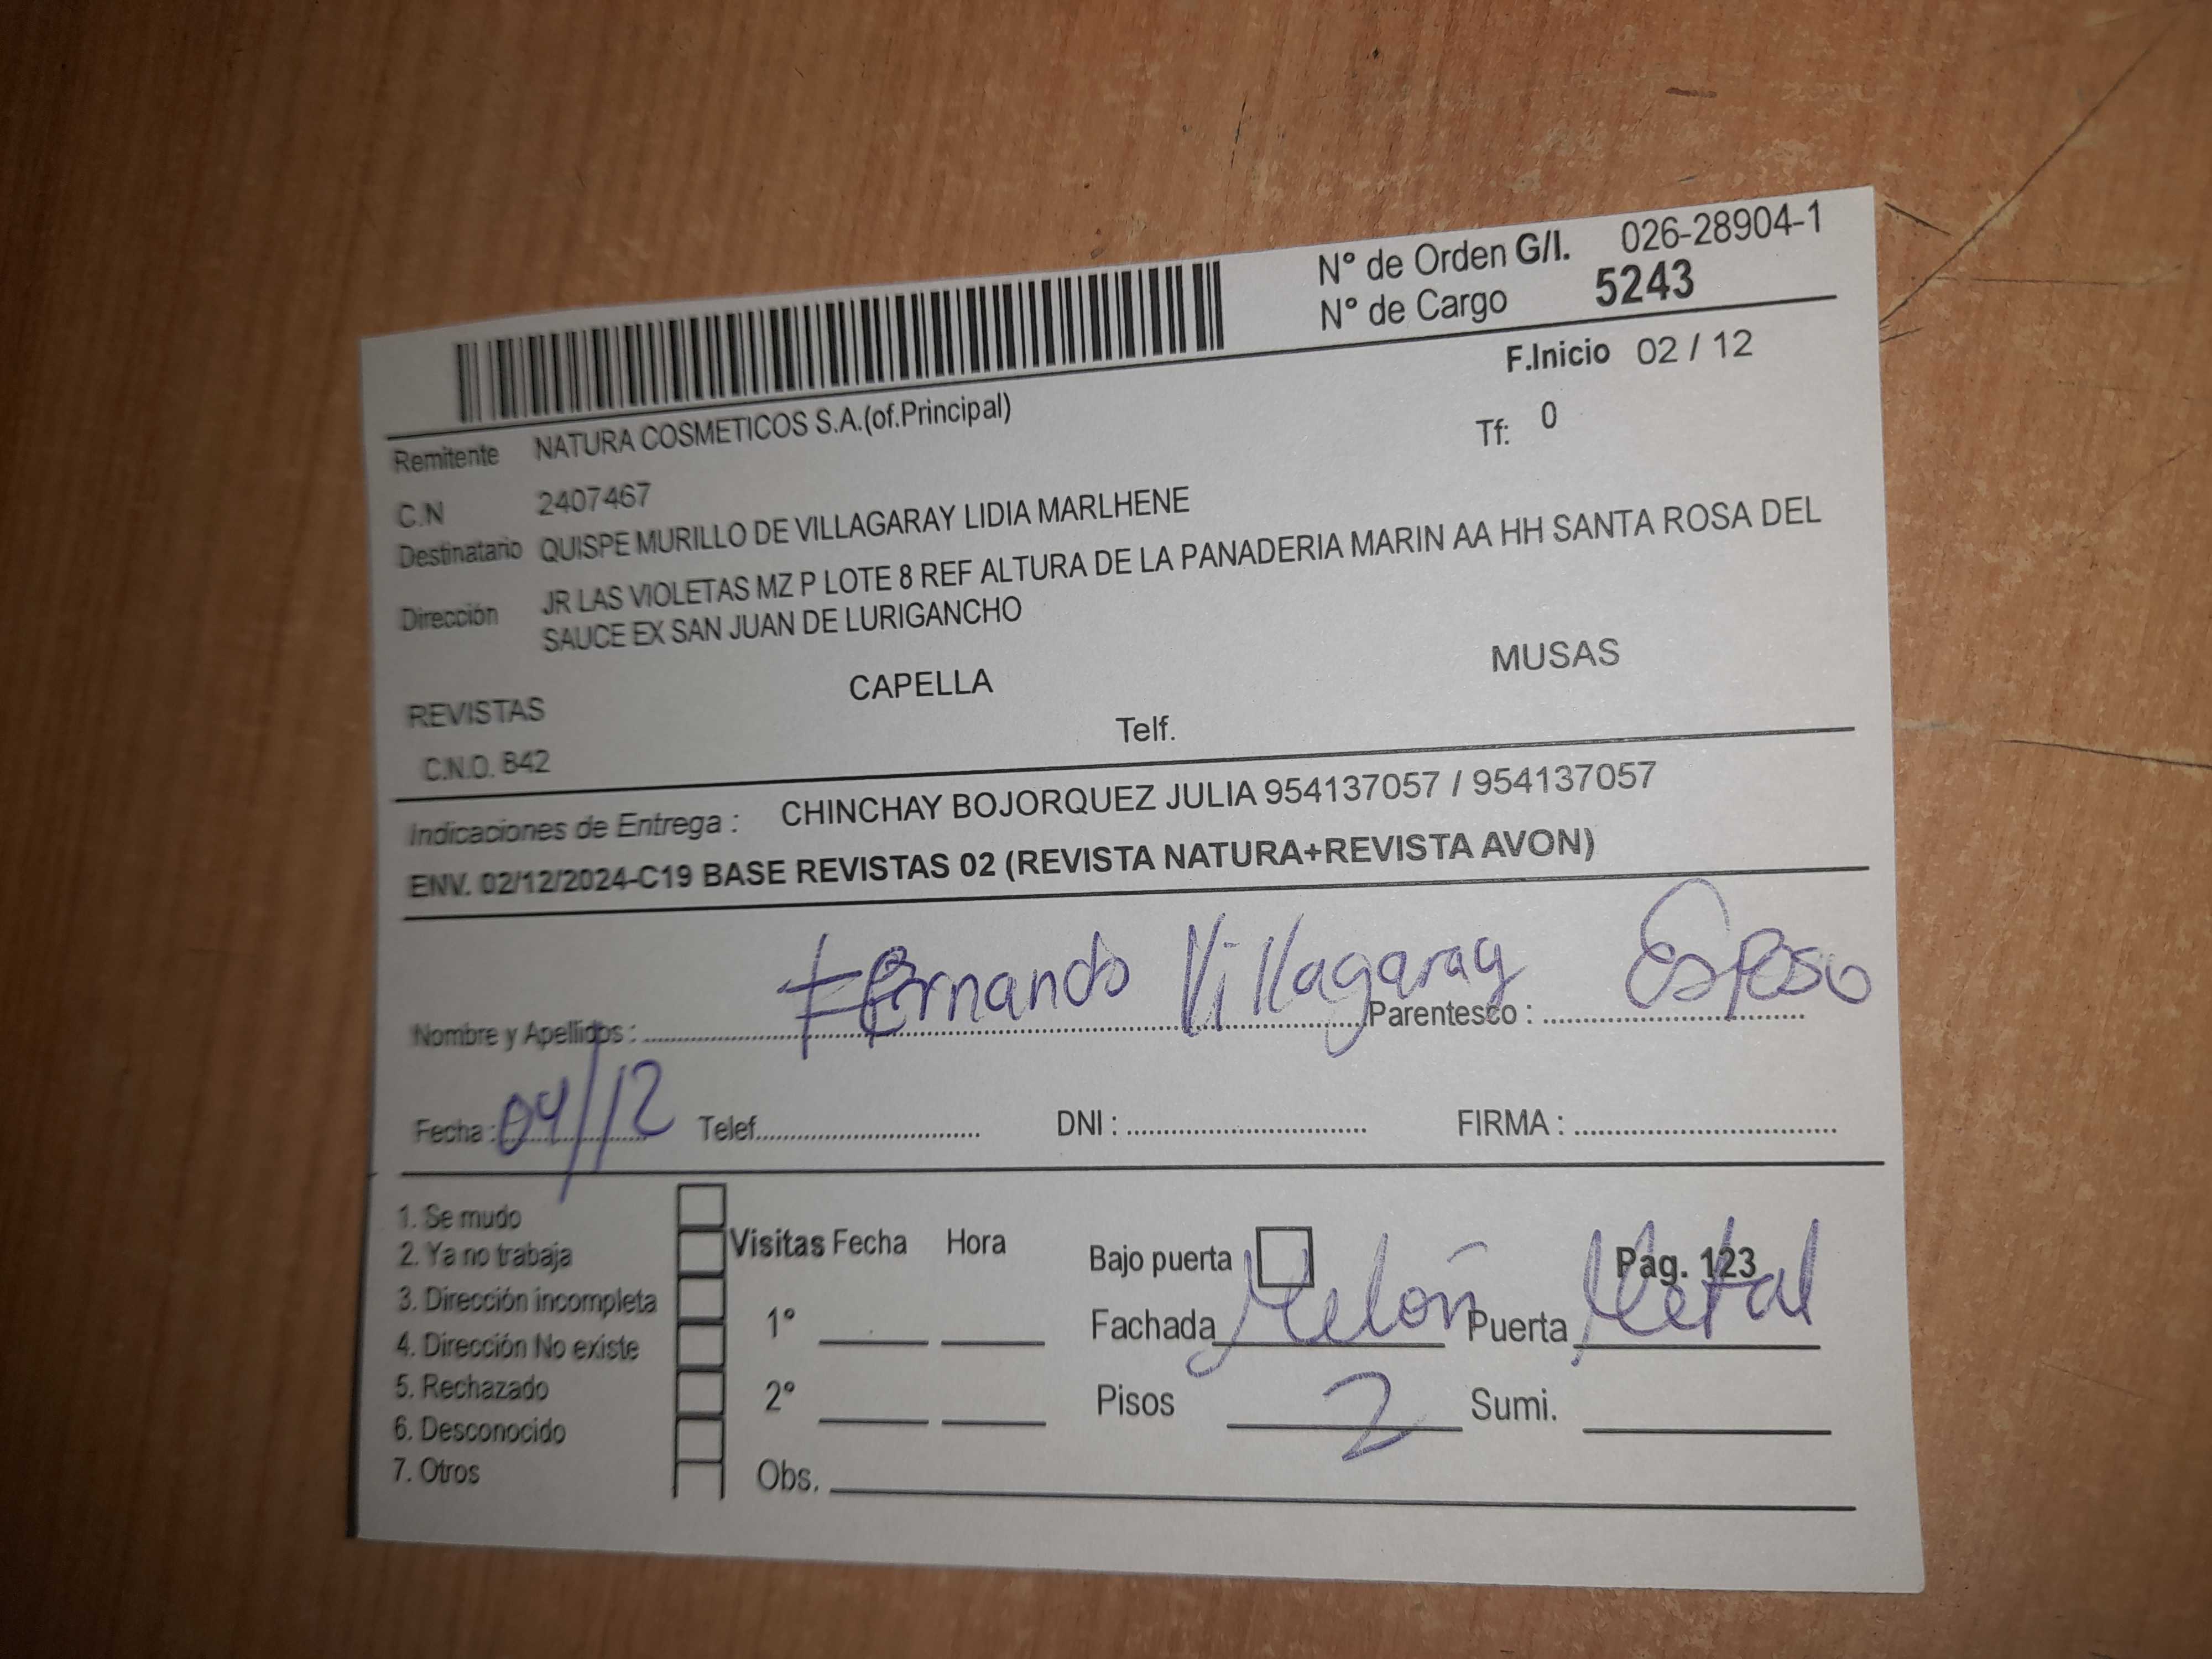 N° de Orden G/I. 026-28904-1
N° de Cargo 5243
F.Inicio 02 / 12
Remitente NATURA COSMETICOS S.A.(of.Principal)
Tf: 0
C.N 2407467
Destinatario QUISPE MURILLO DE VILLAGARAY LIDIA MARLHENE
Dirección JR LAS VIOLETAS MZ P LOTE 8 REF ALTURA DE LA PANADERIA MARIN AA HH SANTA ROSA DEL
SAUCE EX SAN JUAN DE LURIGANCHO
REVISTAS CAPELLA MUSAS
C.N.O. 842 Telf.
Indicaciones de Entrega : CHINCHAY BOJORQUEZ JULIA 954137057 / 954137057
ENV. 02/12/2024-C19 BASE REVISTAS 02 (REVISTA NATURA+REVISTA AVON)
Nombre y Apellidos : Fernando Villagaray Parentesco : Esposo
Fecha : 04/12 Telef. DNI : FIRMA :
1. Se mudo
2. Ya no trabaja
3. Dirección incompleta
4. Dirección No existe
5. Rechazado
6. Desconocido
7. Otros
Visitas Fecha Hora
1°
2°
Obs.
Bajo puerta Pag. 123
Fachada Melón Puerta Metal
Pisos 2 Sumi.